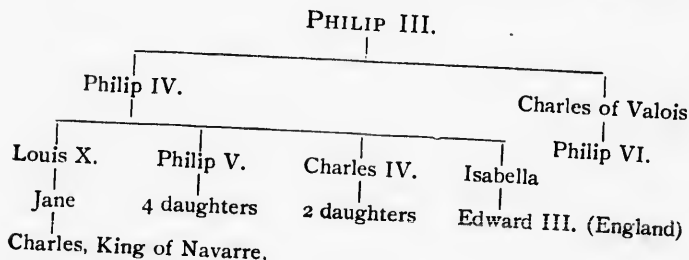 PHILIP III.
Philip IV.
Charles of Valois
Louis X.
Philip V.
Charles IV.
Isabella
Philip VI.
Jane
4 daughters
2 daughters
Edward III. (England)
Charles, King of Navarre.